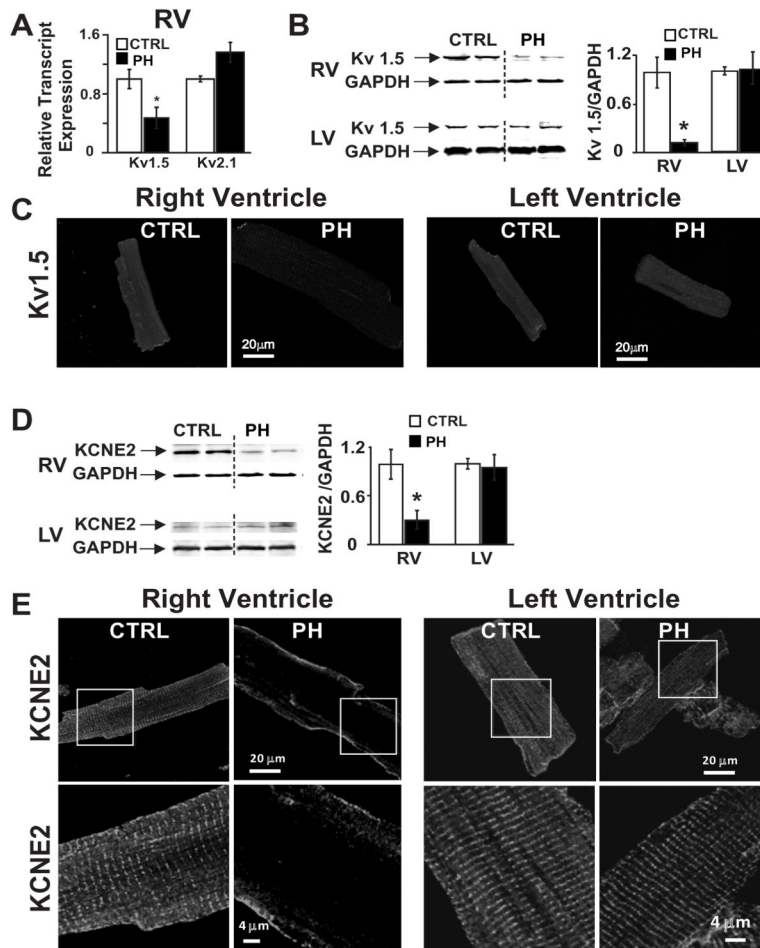 A
RV
Relative Transcript Expression
1.6
0.8
0
CTRL
PH
*
Kv1.5
Kv2.1
B
CTRL
PH
RV
Kv 1.5
GAPDH
LV
Kv 1.5
GAPDH
Kv 1.5/GAPDH
1.2
0.6
0
CTRL
PH
*
RV
LV
C
Right Ventricle
Left Ventricle
Kv1.5
CTRL
PH
20μm
CTRL
PH
20μm
D
CTRL
PH
RV
KCNE2
GAPDH
LV
KCNE2
GAPDH
KCNE2 /GAPDH
1.2
0.6
0
CTRL
PH
*
RV
LV
E
Right Ventricle
Left Ventricle
KCNE2
CTRL
PH
20 μm
CTRL
PH
20 μm
KCNE2
4 μm
4 μm